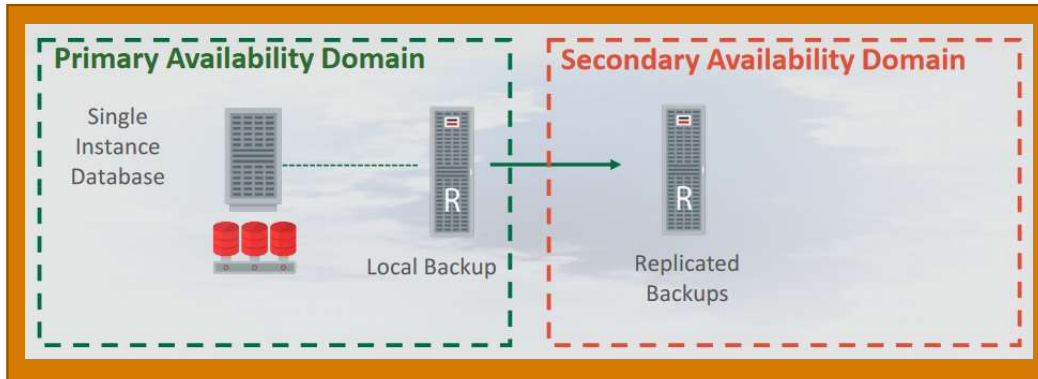 Primary Availability Domain
Single
Instance
Database
R
Local Backup
Secondary Availability Domain
R
Replicated
Backups